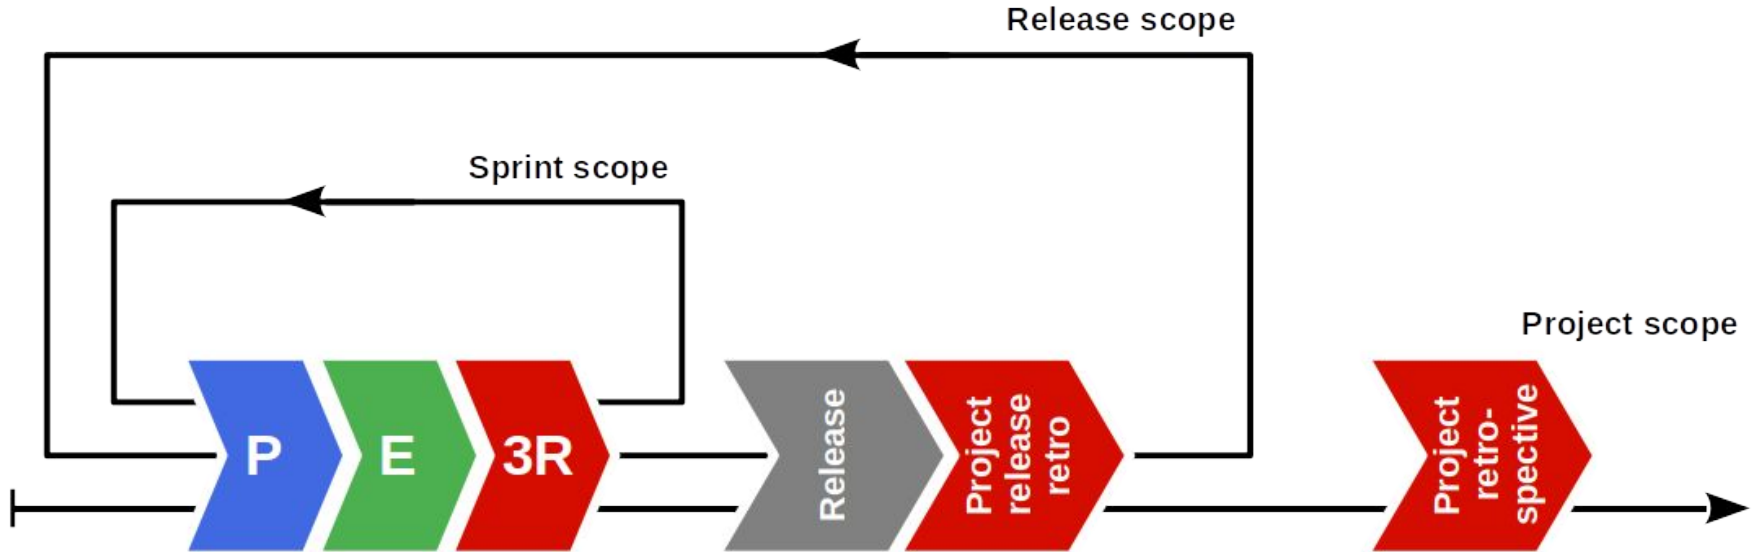 Release scope
Sprint scope
Project scope
P
E
3R
Release
Project
release
retro
Project
retro-
spective